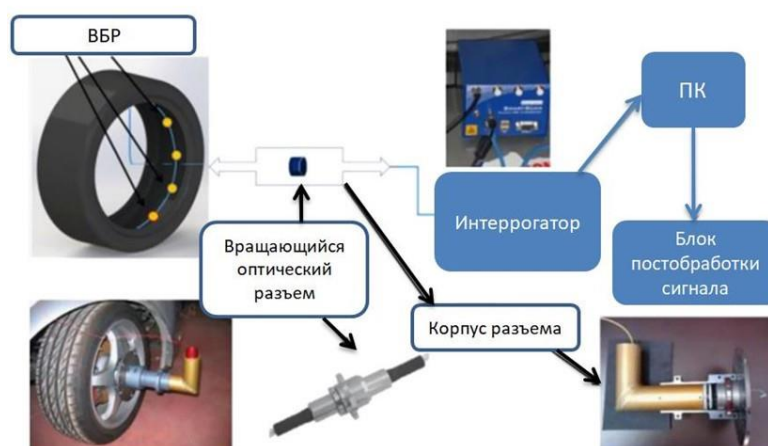 ВБР
ПК
Интеррогатор
Вращающийся
оптический
разъем
Блок
постобработки
сигнала
Корпус разъема